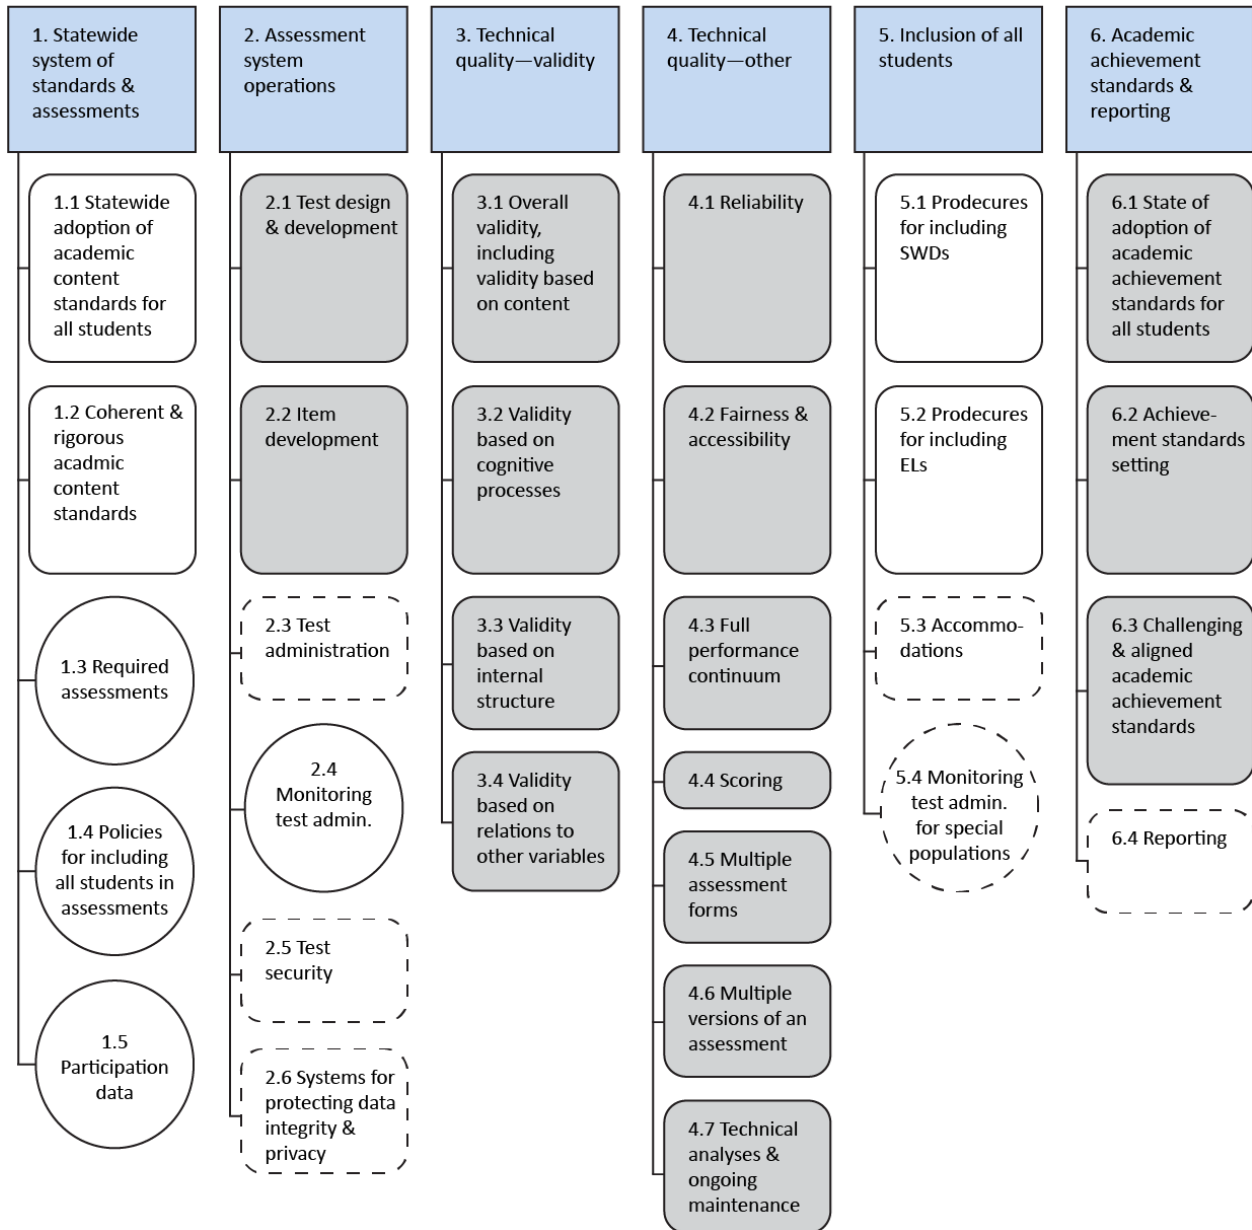 1. Statewide
system of
standards &
assessments
1.1 Statewide
adoption of
academic
content
standards for
all students
1.2 Coherent &
rigorous
acadmic
content
standards
1.3 Required
assessments
1.4 Policies
for including
all students in
assessments
1.5
Participation
data
2. Assessment
system
operations
2.1 Test design
& development
2.2 Item
development
2.3 Test
administration
2.4
Monitoring
test admin.
2.5 Test
security
2.6 Systems for
protecting data
integrity &
privacy
3. Technical
quality—validity
3.1 Overall
validity,
including
validity based
on content
3.2 Validity
based on
cognitive
processes
3.3 Validity
based on
internal
structure
3.4 Validity
based on
relations to
other variables
4. Technical
quality—other
4.1 Reliability
4.2 Fairness &
accessibility
4.3 Full
performance
continuum
4.4 Scoring
4.5 Multiple
assessment
forms
4.6 Multiple
versions of an
assessment
4.7 Technical
analyses &
ongoing
maintenance
5. Inclusion of all
students
5.1 Prodecures
for including
SWDs
5.2 Prodecures
for including
ELs
5.3 Accommo-
dations
5.4 Monitoring
test admin.
for special
populations
6. Academic
achievement
standards &
reporting
6.1 State of
adoption of
academic
achievement
standards for
all students
6.2 Achieve-
ment standards
setting
6.3 Challenging
& aligned
academic
achievement
standards
6.4 Reporting